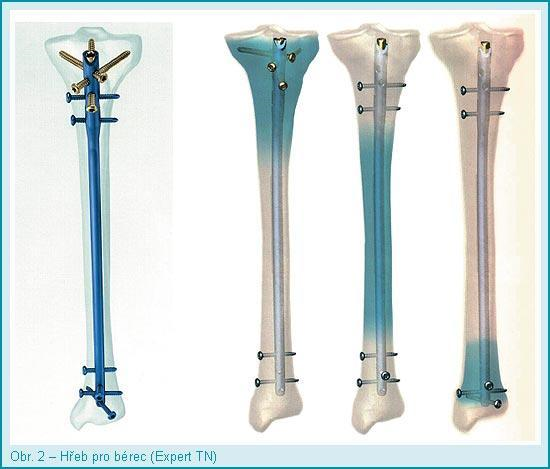 Obr. 2 – Hřeb pro bérec (Expert TN)